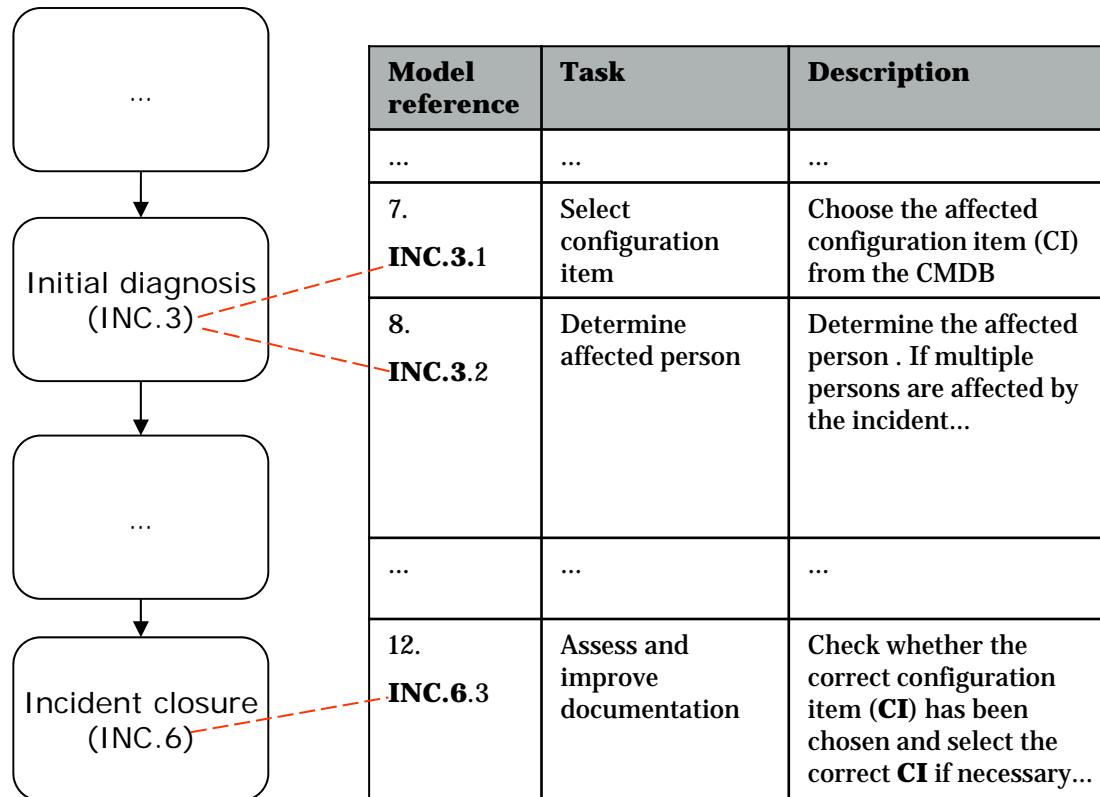 ...
Initial diagnosis
(INC.3)
...
Incident closure
(INC.6)
Model
reference
Task
Description
...
...
...
7.
INC.3.1
Select
configuration
item
Choose the affected
configuration item (CI)
from the CMDB
8.
INC.3.2
Determine
affected person
Determine the affected
person . If multiple
persons are affected by
the incident...
...
...
...
12.
INC.6.3
Assess and
improve
documentation
Check whether the
correct configuration
item (CI) has been
chosen and select the
correct CI if necessary...